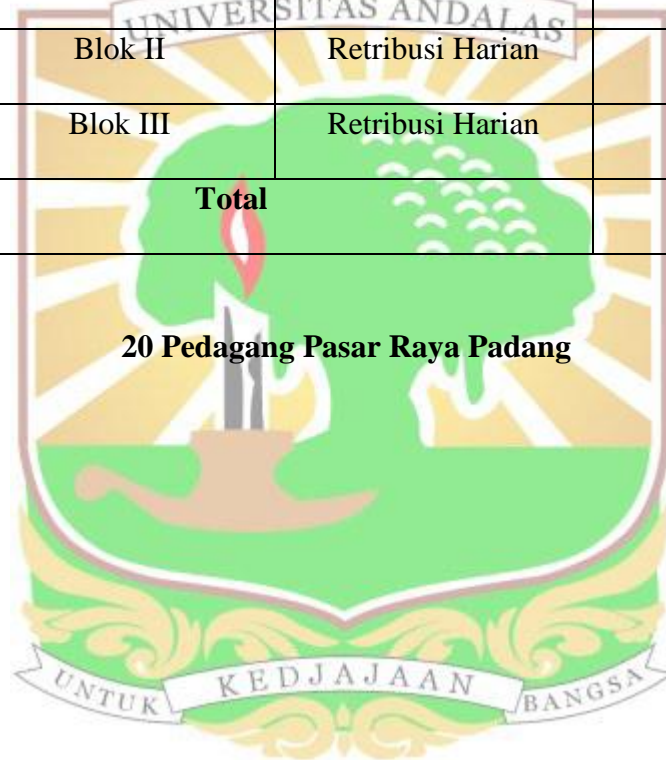 UNIVERSITAS ANDALAS
Blok II Retribusi Harian
Blok III Retribusi Harian
Total
20 Pedagang Pasar Raya Padang
UNTUK KEDJAJAAN BANGSA